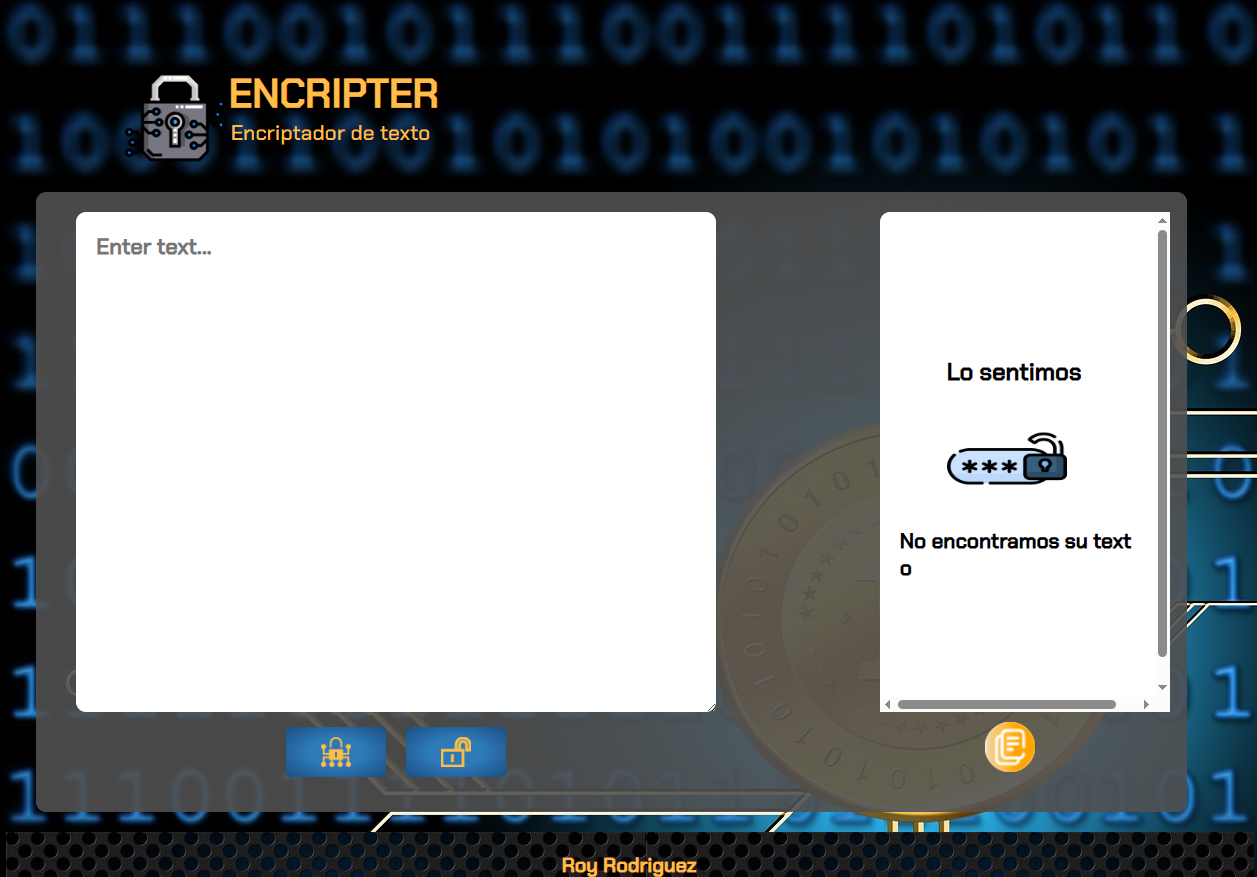 ENCRIPTER
Encriptador de texto
Enter text...
Lo sentimos
***
No encontramos su text
o
Roy Rodriguez